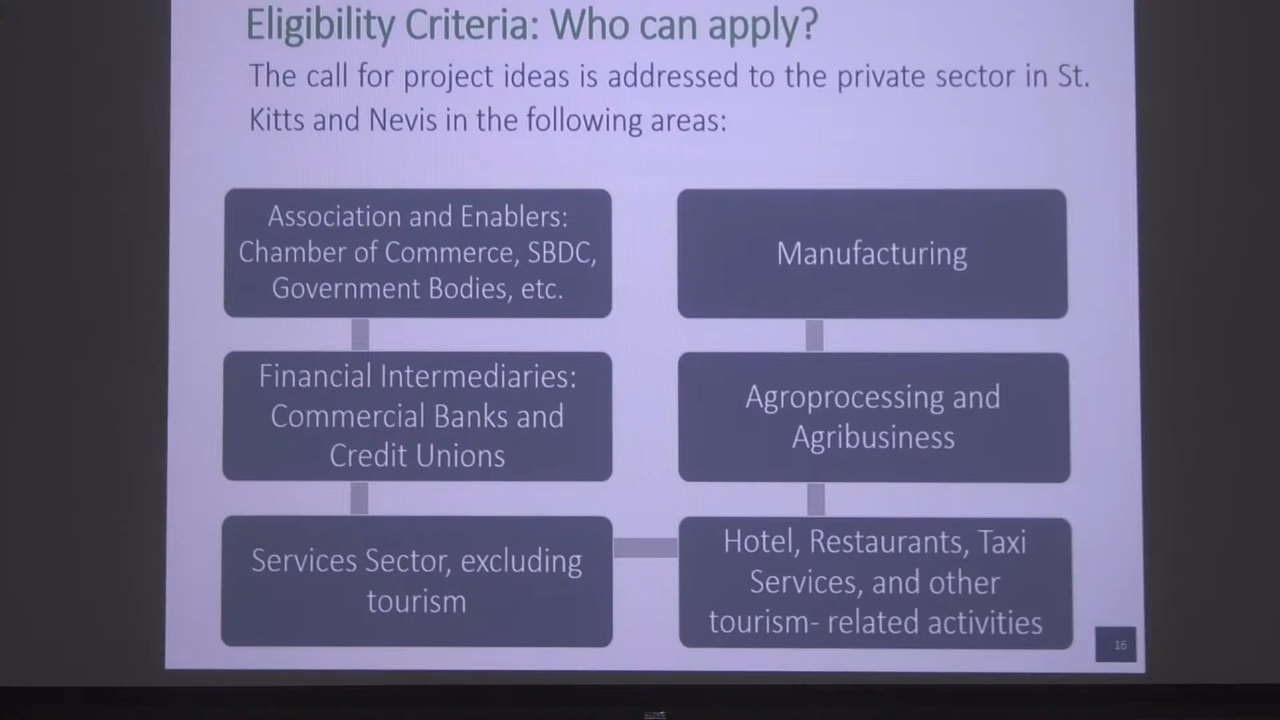 Eligibility Criteria: Who can apply?
The call for project ideas is addressed to the private sector in St.
Kitts and Nevis in the following areas:
Association and Enablers:
Chamber of Commerce, SBDC,
Government Bodies, etc.
Financial Intermediaries:
Commercial Banks and
Credit Unions
Services Sector, excluding
tourism
Hotel, Restaurants, Taxi
Services, and other
tourism- related activities
Agroprocessing and
Agribusiness
Manufacturing
16